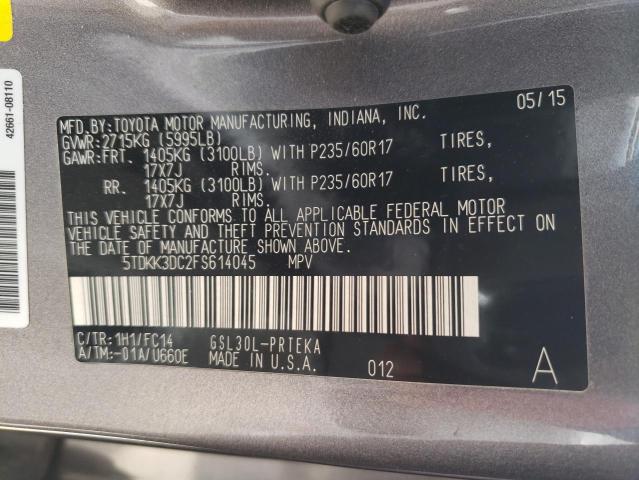 05/15
MFD.BY:TOYOTA MOTOR MANUFACTURING, INDIANA, INC.
GVWR:2715KG (5995LB)
GAWR:FRT. 1405KG (3100LB) WITH P235/60R17 TIRES,
17X7J RIMS.
RR. 1405KG (3100LB) WITH P235/60R17 TIRES,
17X7J RIMS.
THIS VEHICLE CONFORMS TO ALL APPLICABLE FEDERAL MOTOR
VEHICLE SAFETY AND THEFT PREVENTION STANDARDS IN EFFECT ON
THE DATE OF MANUFACTURE SHOWN ABOVE.
5TDKK3DC2FS614045 MPV
C/TR:1H1/FC14 GSL30L-PRTEKA
A/TM:-01A/U660E MADE IN U.S.A. 012 A
42661-08110